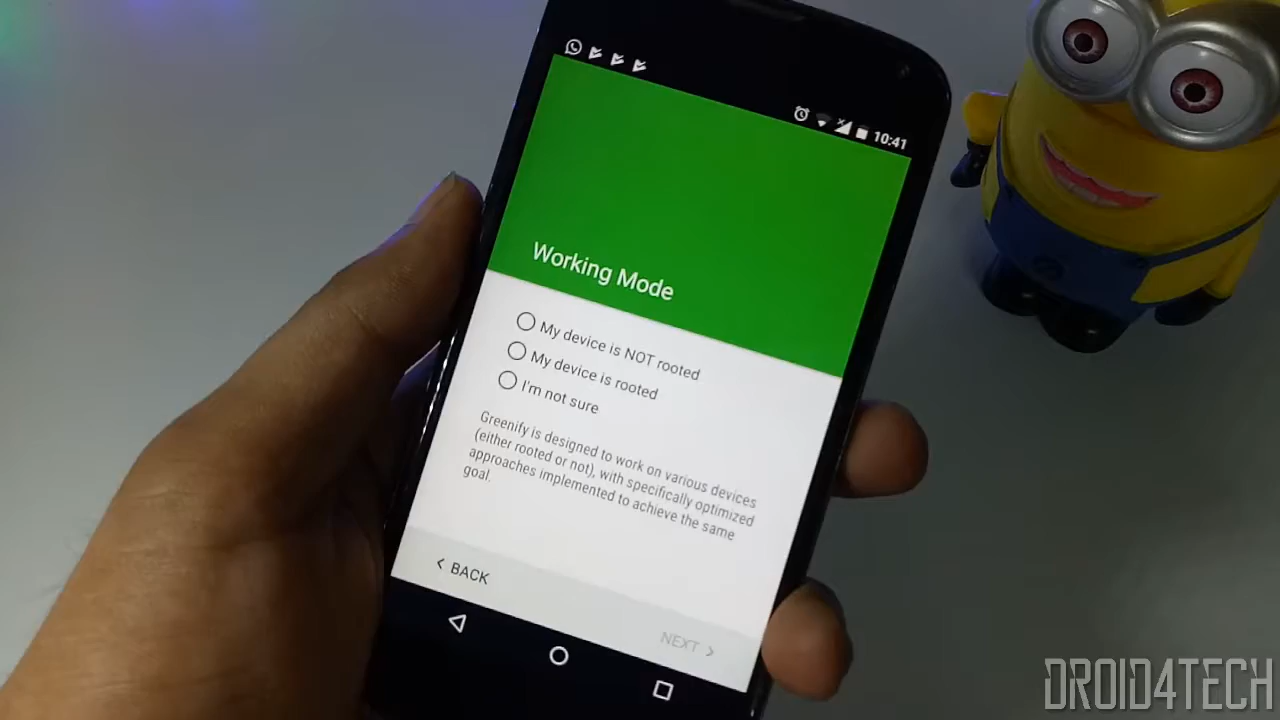 10:41
Working Mode
My device is NOT rooted
My device is rooted
I'm not sure
Greenify is designed to work on various devices
(either rooted or not), with specifically optimized
approaches implemented to achieve the same
goal.
BACK
NEXT
DROID4TECH